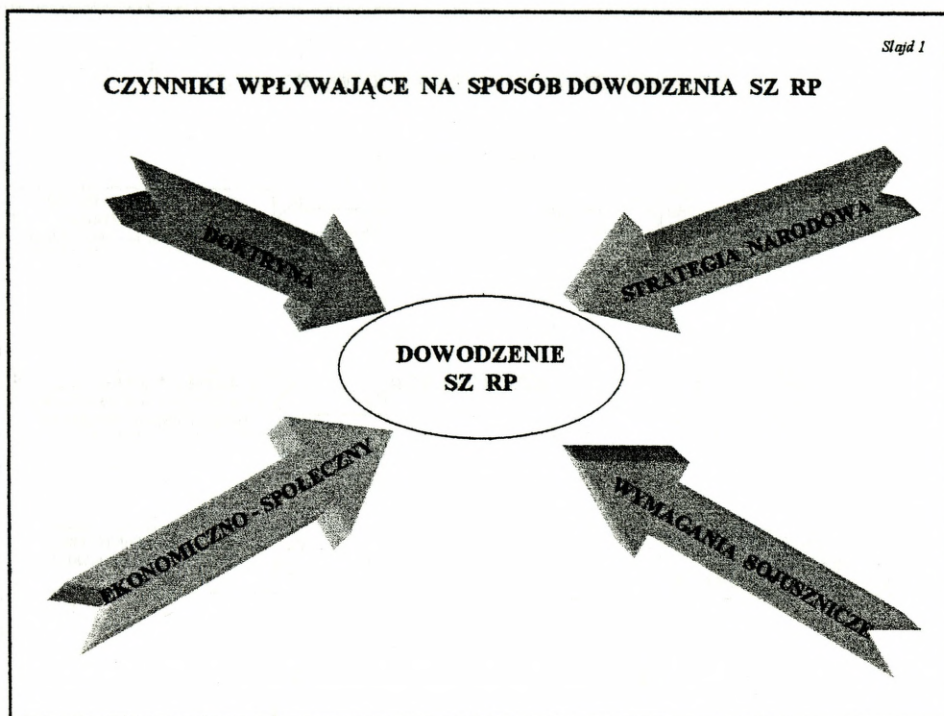 Slajd 1
CZYNNIKI WPŁYWAJĄCE NA SPOSÓB DOWODZENIA SZ RP
DOKTRYNA
STRATEGIA NARODOWA
DOWODZENIE
SZ RP
EKONOMICZNO - SPOŁECZNY
WYMAGANIA SOJUSZNICZE